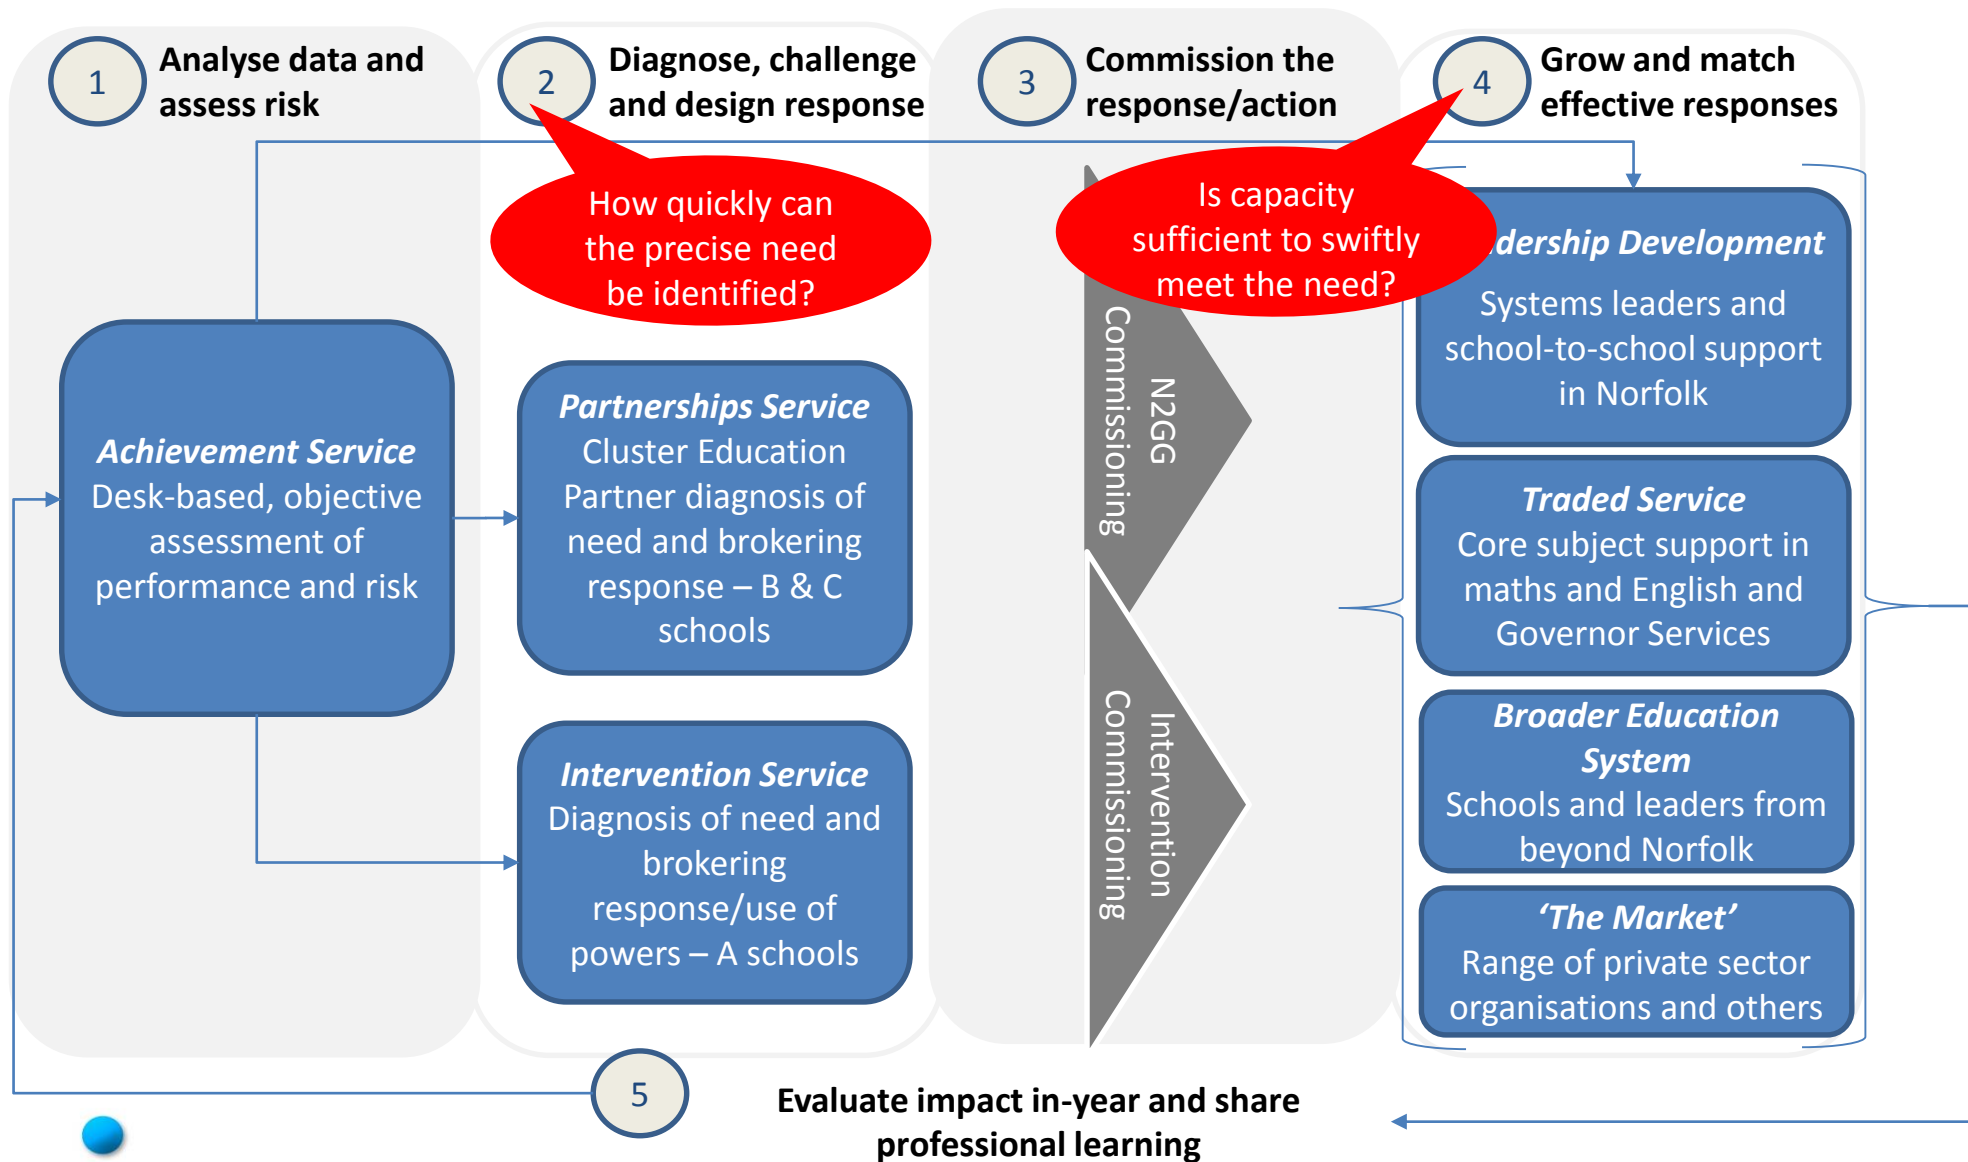 1
Analyse data and
assess risk
2
Diagnose, challenge
and design response
3
Commission the
response/action
4
Grow and match
effective responses
How quickly can
the precise need
be identified?
Is capacity
sufficient to swiftly
meet the need?
Achievement Service
Desk-based, objective
assessment of
performance and risk
Partnerships Service
Cluster Education
Partner diagnosis of
need and brokering
response – B & C
schools
Intervention Service
Diagnosis of need and
brokering
response/use of
powers – A schools
N2GG
Commissioning
Intervention
Commissioning
dership Development
Systems leaders and
school-to-school support
in Norfolk
Traded Service
Core subject support in
maths and English and
Governor Services
Broader Education
System
Schools and leaders from
beyond Norfolk
‘The Market’
Range of private sector
organisations and others
5
Evaluate impact in-year and share
professional learning